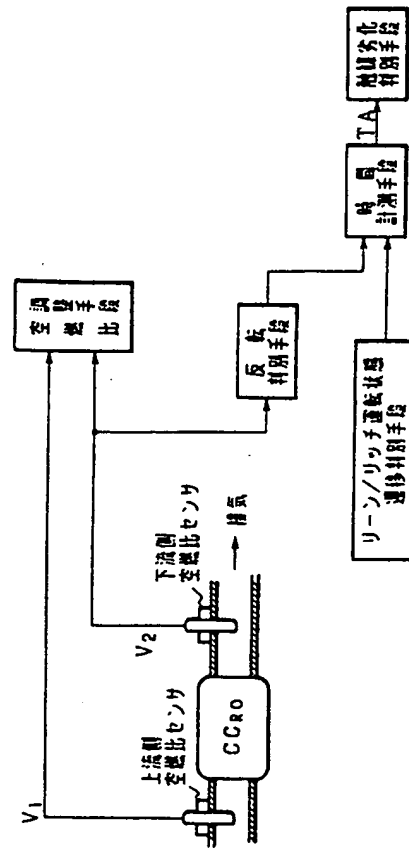 V1
上流側
空燃比センサ
CCRO
V2
下流側
空燃比センサ
排気
空燃比
調整手段
反転
判別手段
リーン/リッチ運転状態
遷移判別手段
時間
計測手段
TA
触媒劣化
判別手段